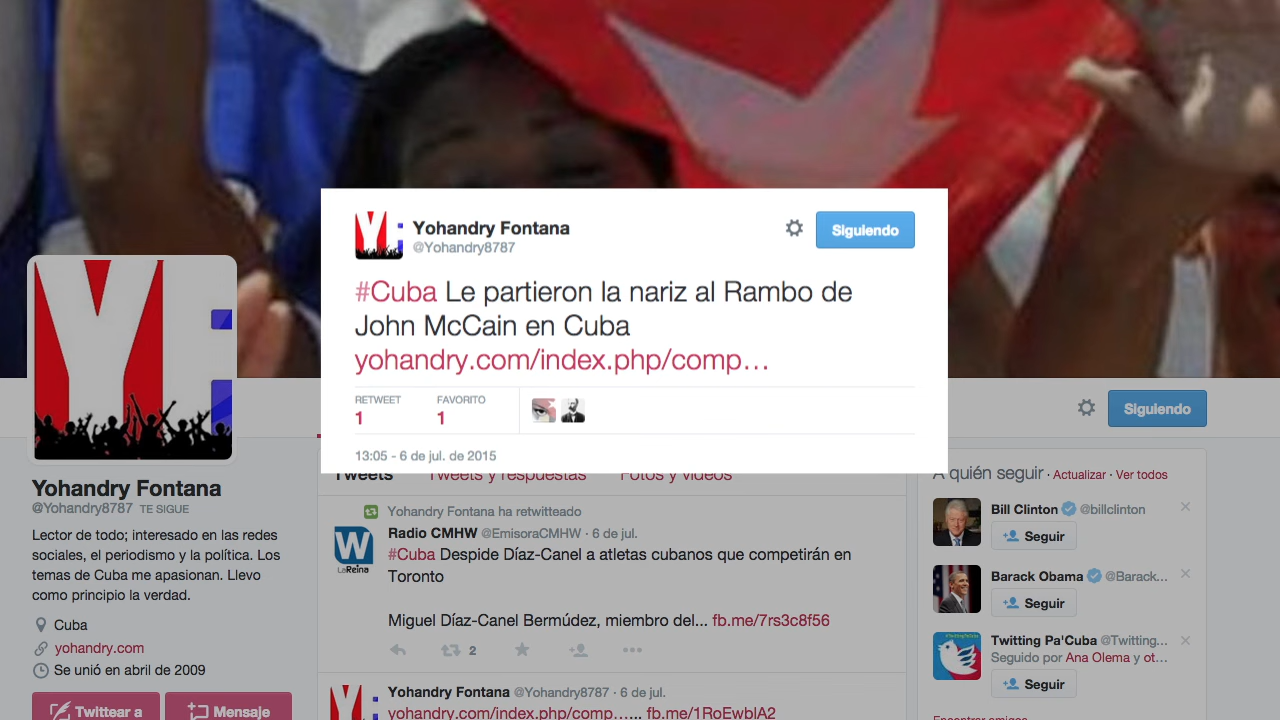 Yohandry Fontana
@Yohandry8787
Siguiendo
#Cuba Le partieron la nariz al Rambo de
John McCain en Cuba
yohandry.com/index.php/comp…
RETWEET FAVORITO
1 1
13:05 - 6 de jul. de 2015
Siguiendo
Yohandry Fontana
@Yohandry8787 TE SIGUE
Lector de todo; interesado en las redes
sociales, el periodismo y la política. Los
temas de Cuba me apasionan. Llevo
como principio la verdad.
Cuba
yohandry.com
Se unió en abril de 2009
Twittear a
Mensaje
Tweets Tweets y respuestas Fotos y videos
Yohandry Fontana ha retwitteado
Radio CMHW @EmisoraCMHW · 6 de jul.
#Cuba Despide Díaz-Canel a atletas cubanos que competirán en
Toronto
Miguel Díaz-Canel Bermúdez, miembro del... fb.me/7rs3c8f56
2
W
LaReina
Yohandry Fontana @Yohandry8787 · 6 de jul.
yohandry.com/index.php/comp…... fb.me/1RoEwblA2
A quién seguir · Actualizar · Ver todos
Bill Clinton @billclinton
Seguir
Barack Obama @Barack...
Seguir
Twitting Pa'Cuba @Twitting...
Seguido por Ana Olema y ot...
Seguir
Encontrar amigos